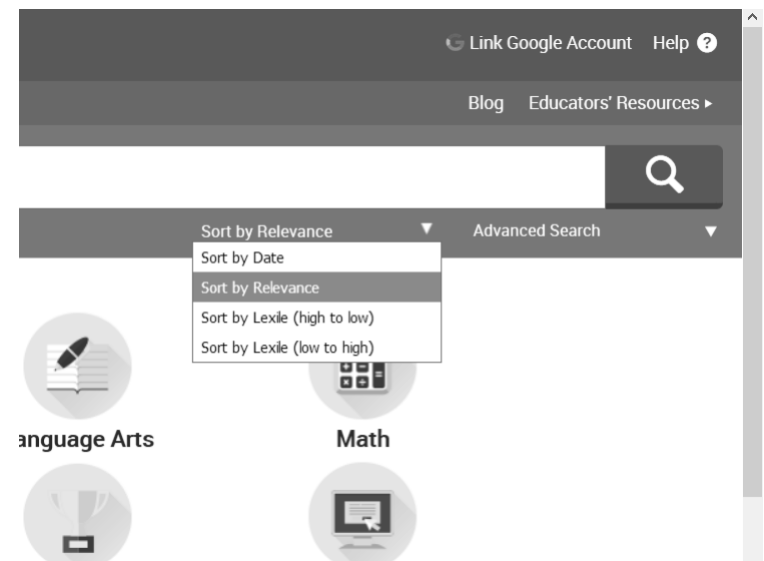 Link Google Account Help ?
Blog Educators' Resources
Sort by Relevance Advanced Search
Sort by Date
Sort by Relevance
Sort by Lexile (high to low)
Sort by Lexile (low to high)
anguage Arts Math